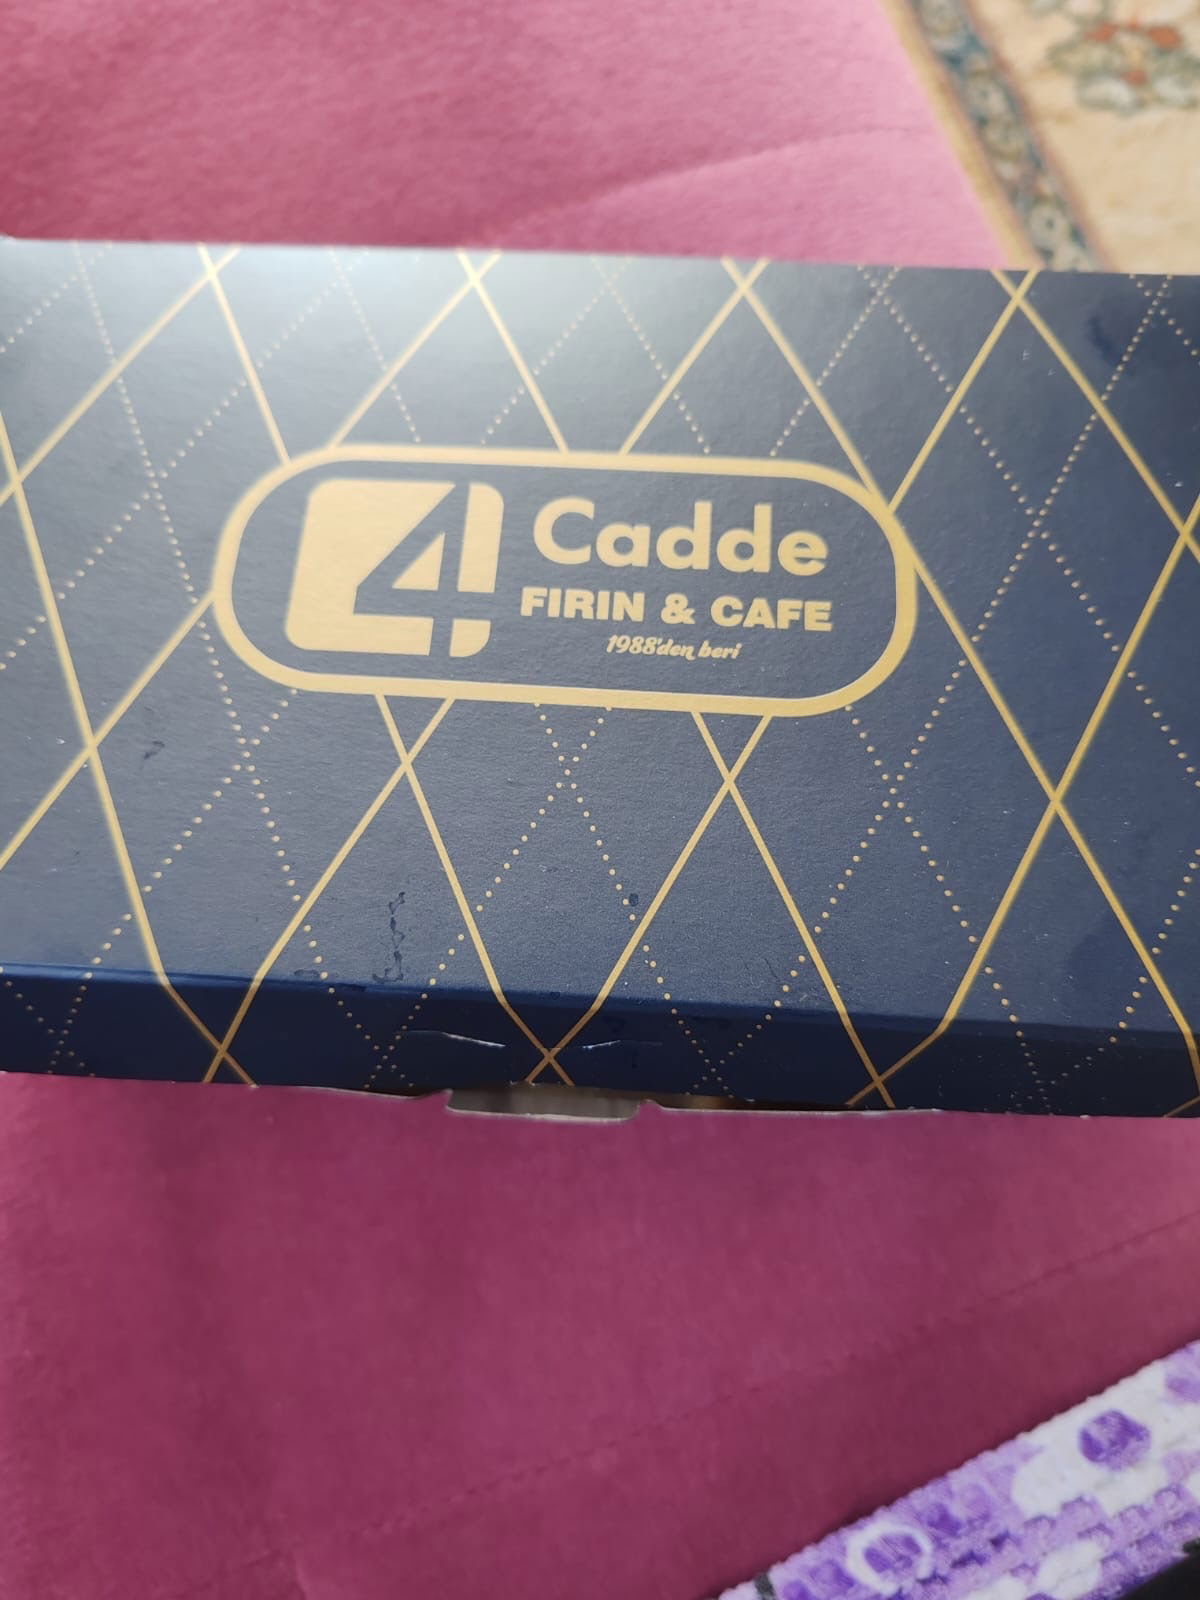 4 Cadde
FIRIN & CAFE
1988'den beri